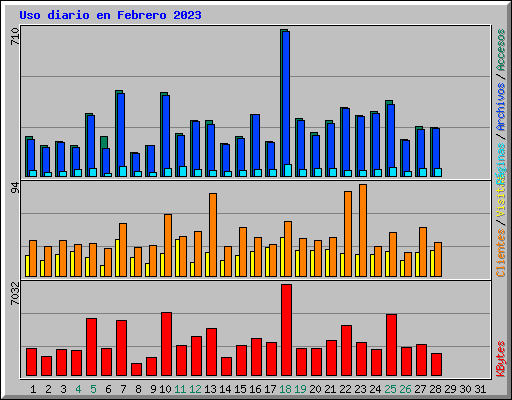 Uso diario en Febrero 2023
710
94
7032
Clientes / Visitas
Páginas / Archivos / Accesos
KBytes
1 2 3 4 5 6 7 8 9 10 11 12 13 14 15 16 17 18 19 20 21 22 23 24 25 26 27 28 29 30 31